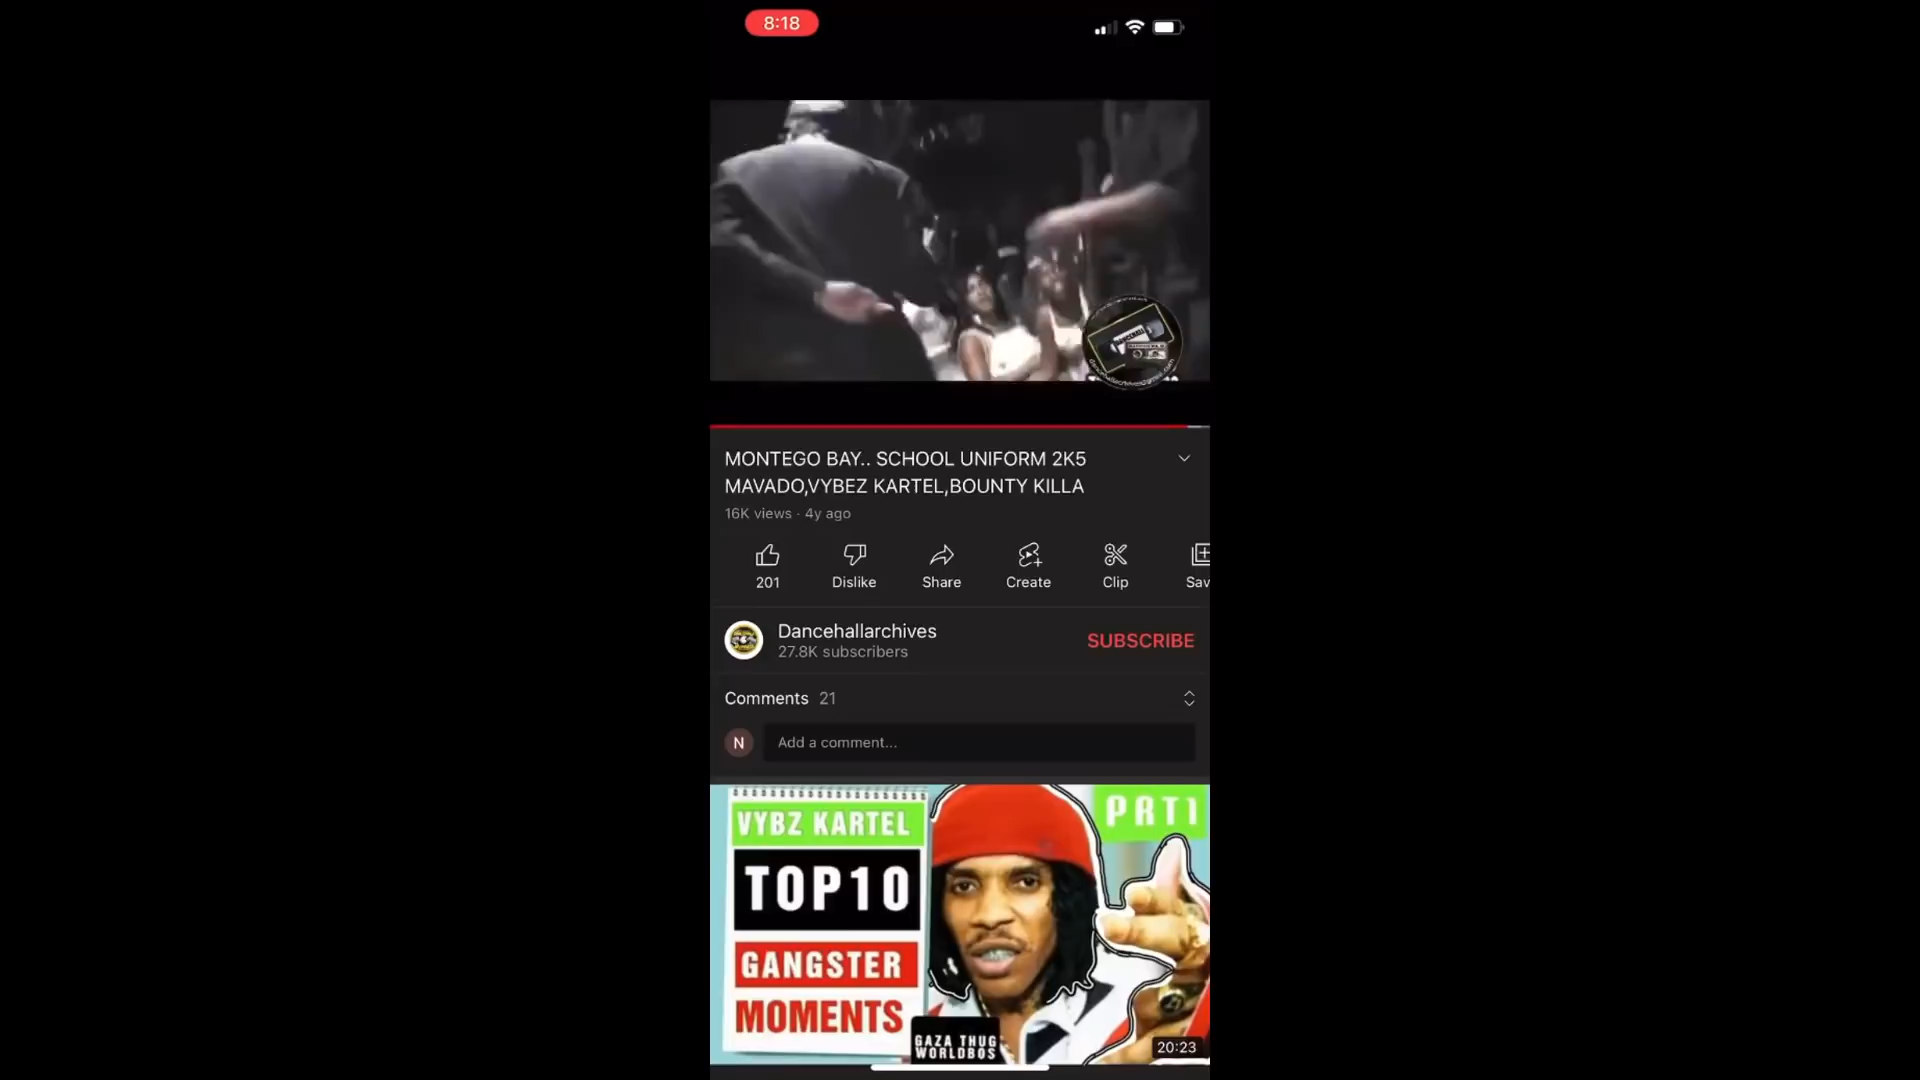 8:18
MONTEGO BAY.. SCHOOL UNIFORM 2K5
MAVADO,VYBEZ KARTEL,BOUNTY KILLA
16K views · 4y ago
201
Dislike
Share
Create
Clip
Sav
Dancehallarchives
27.8K subscribers
SUBSCRIBE
Comments 21
N
Add a comment...
VYBZ KARTEL
PRT1
TOP10
GANGSTER
MOMENTS
GAZA THUG
WORLDBOS
20:23